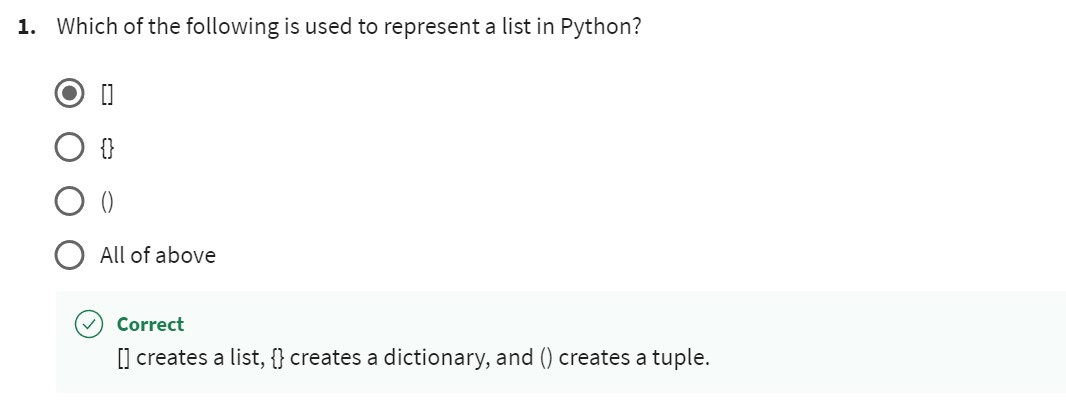 1. Which of the following is used to represent a list in Python?
[]
{}
()
All of above
Correct
[] creates a list, {} creates a dictionary, and () creates a tuple.